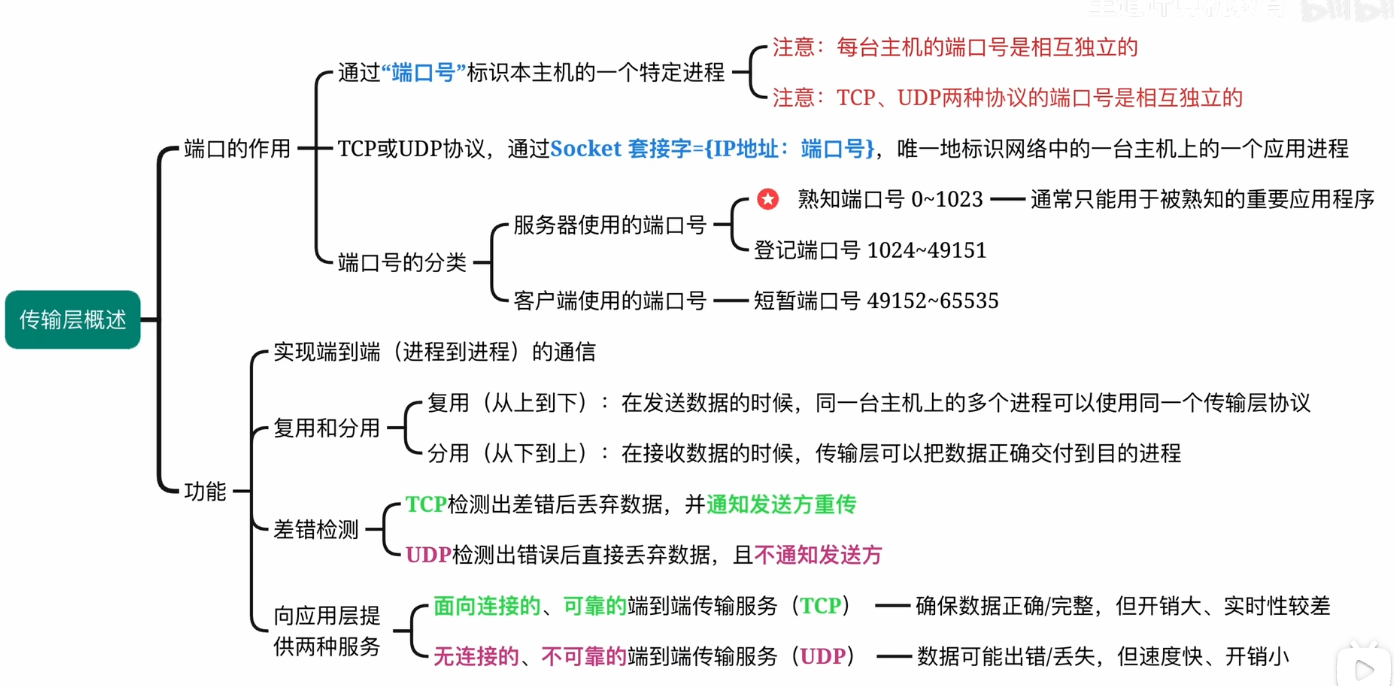 注意：每台主机的端口号是相互独立的
通过“端口号”标识本主机的一个特定进程
注意：TCP、UDP两种协议的端口号是相互独立的
端口的作用
TCP或UDP协议，通过Socket 套接字={IP地址：端口号}，唯一地标识网络中的一台主机上的一个应用进程
熟知端口号 0~1023
通常只能用于被熟知的重要应用程序
服务器使用的端口号
登记端口号 1024~49151
端口号的分类
客户端使用的端口号
短暂端口号 49152~65535
传输层概述
实现端到端（进程到进程）的通信
复用（从上到下）：在发送数据的时候，同一台主机上的多个进程可以使用同一个传输层协议
复用和分用
分用（从下到上）：在接收数据的时候，传输层可以把数据正确交付到目的进程
功能
TCP检测出差错后丢弃数据，并通知发送方重传
差错检测
UDP检测出错误后直接丢弃数据，且不通知发送方
向应用层提
供两种服务
面向连接的、可靠的端到端传输服务（TCP）
确保数据正确/完整，但开销大、实时性较差
无连接的、不可靠的端到端传输服务（UDP）
数据可能出错/丢失，但速度快、开销小